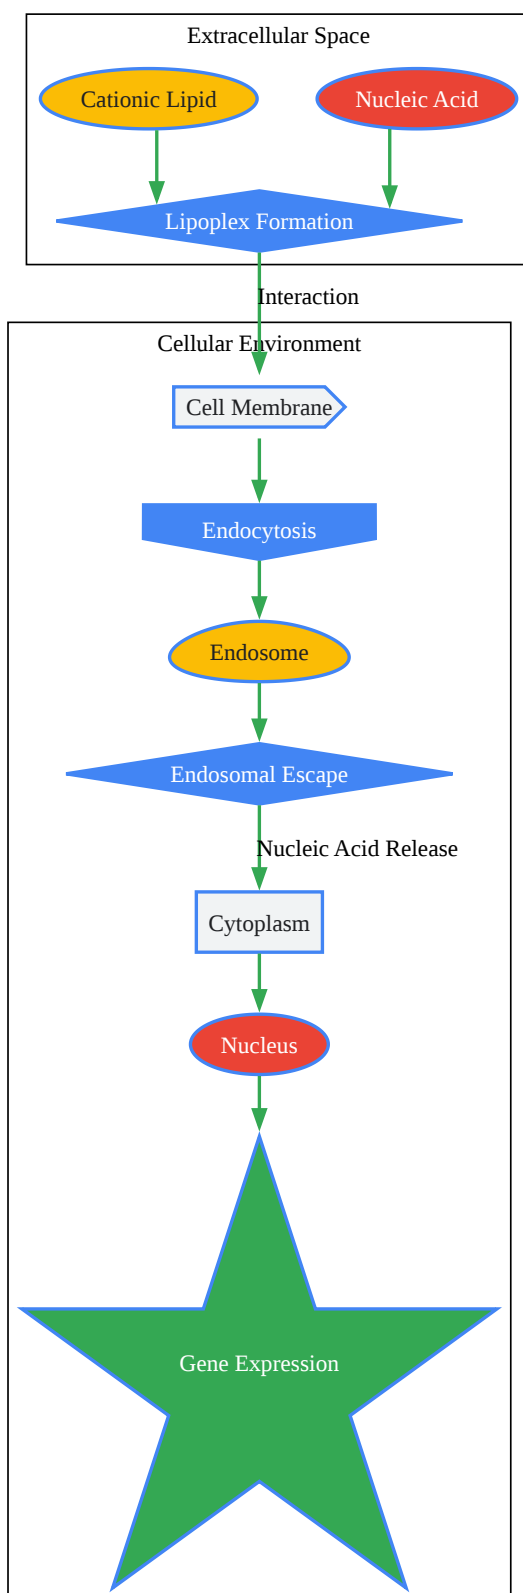 Extracellular Space
Cationic Lipid
Nucleic Acid
Lipoplex Formation
Interaction
Cellular Environment
Cell Membrane
Endocytosis
Endosome
Endosomal Escape
Nucleic Acid Release
Cytoplasm
Nucleus
Gene Expression